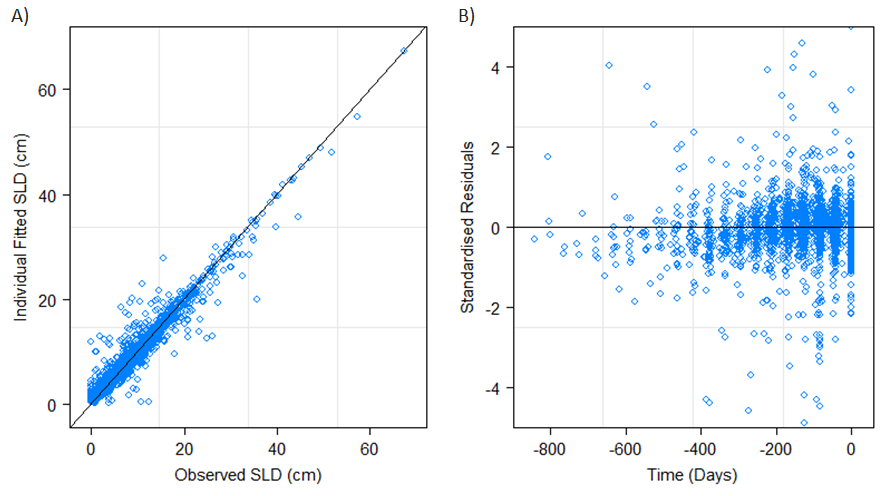 A)
Individual Fitted SLD (cm)
60
40
20
0
0 20 40 60
Observed SLD (cm)
B)
Standardised Residuals
4
2
0
-2
-4
-800 -600 -400 -200 0
Time (Days)